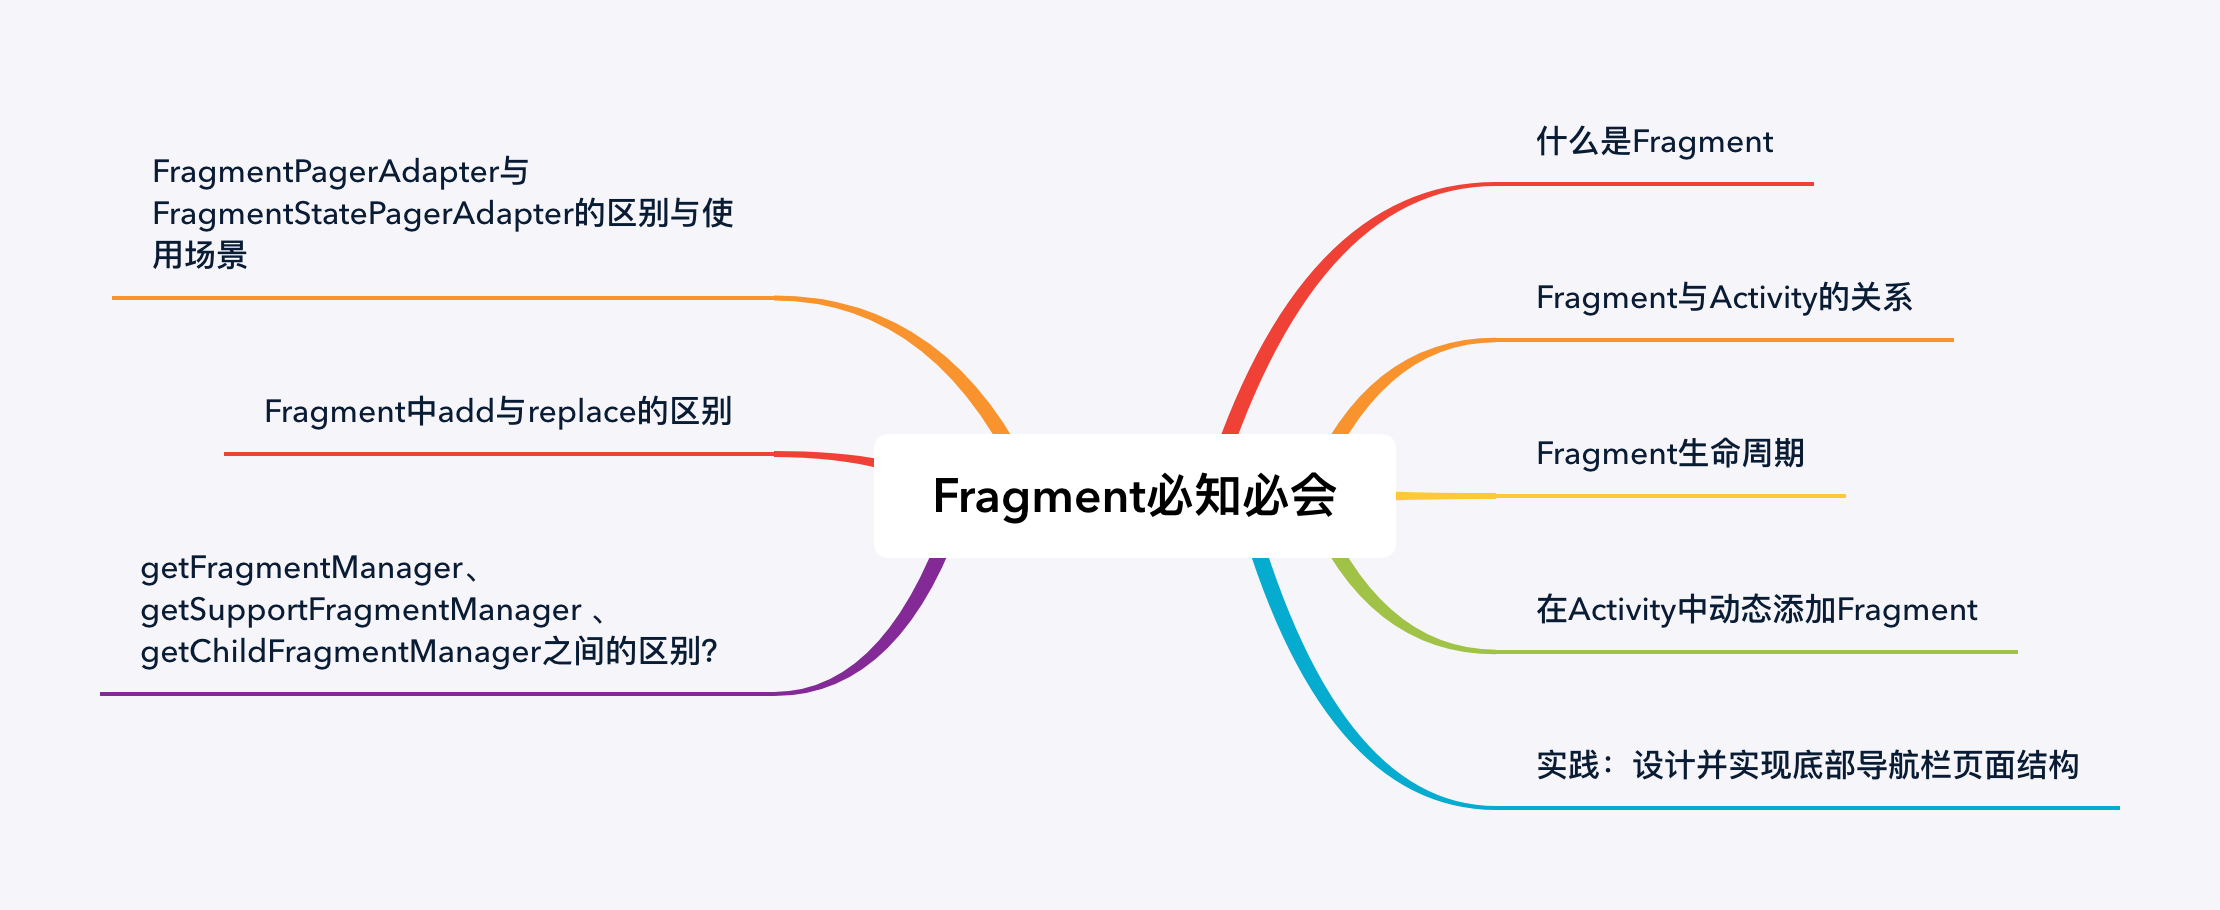 Fragment必知必会
什么是Fragment
Fragment与Activity的关系
Fragment生命周期
在Activity中动态添加Fragment
实践：设计并实现底部导航栏页面结构
FragmentPagerAdapter与
FragmentStatePagerAdapter的区别与使
用场景
Fragment中add与replace的区别
getFragmentManager、
getSupportFragmentManager 、
getChildFragmentManager之间的区别？